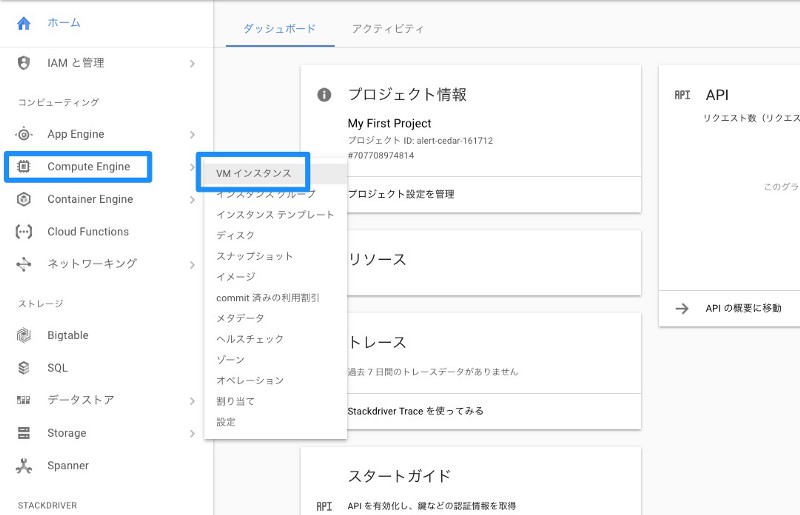 ホーム
IAM と管理
コンピューティング
App Engine
Compute Engine
Container Engine
Cloud Functions
ネットワーキング
ストレージ
Bigtable
SQL
データストア
Storage
Spanner
STACKDRIVER
VM インスタンス
インスタンス グループ
インスタンス テンプレート
ディスク
スナップショット
イメージ
commit 済みの利用割引
メタデータ
ヘルスチェック
ゾーン
オペレーション
割り当て
設定
ダッシュボード
アクティビティ
プロジェクト情報
My First Project
プロジェクト ID: alert-cedar-161712
#707708974814
プロジェクト設定を管理
リソース
トレース
過去 7 日間のトレースデータがありません
Stackdriver Trace を使ってみる
スタートガイド
API
API を有効化し、鍵などの認証情報を取得
API
API
リクエスト数（リクエス
このグラ
API の概要に移動